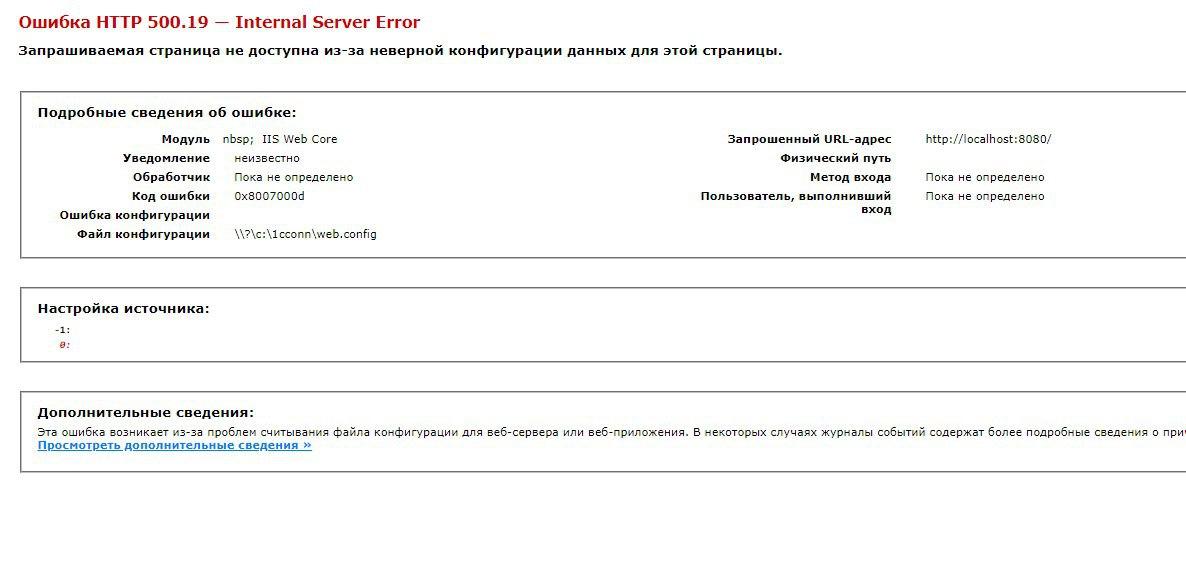 Ошибка HTTP 500.19 — Internal Server Error
Запрашиваемая страница не доступна из-за неверной конфигурации данных для этой страницы.
Подробные сведения об ошибке:
Модуль nbsp; IIS Web Core
Уведомление неизвестно
Обработчик Пока не определено
Код ошибки 0x8007000d
Ошибка конфигурации
Файл конфигурации \\?\c:\1cconn\web.config
Запрошенный URL-адрес http://localhost:8080/
Физический путь
Метод входа Пока не определено
Пользователь, выполнивший Пока не определено
вход
Настройка источника:
-1:
0:
Дополнительные сведения:
Эта ошибка возникает из-за проблем считывания файла конфигурации для веб-сервера или веб-приложения. В некоторых случаях журналы событий содержат более подробные сведения о
Просмотреть дополнительные сведения »